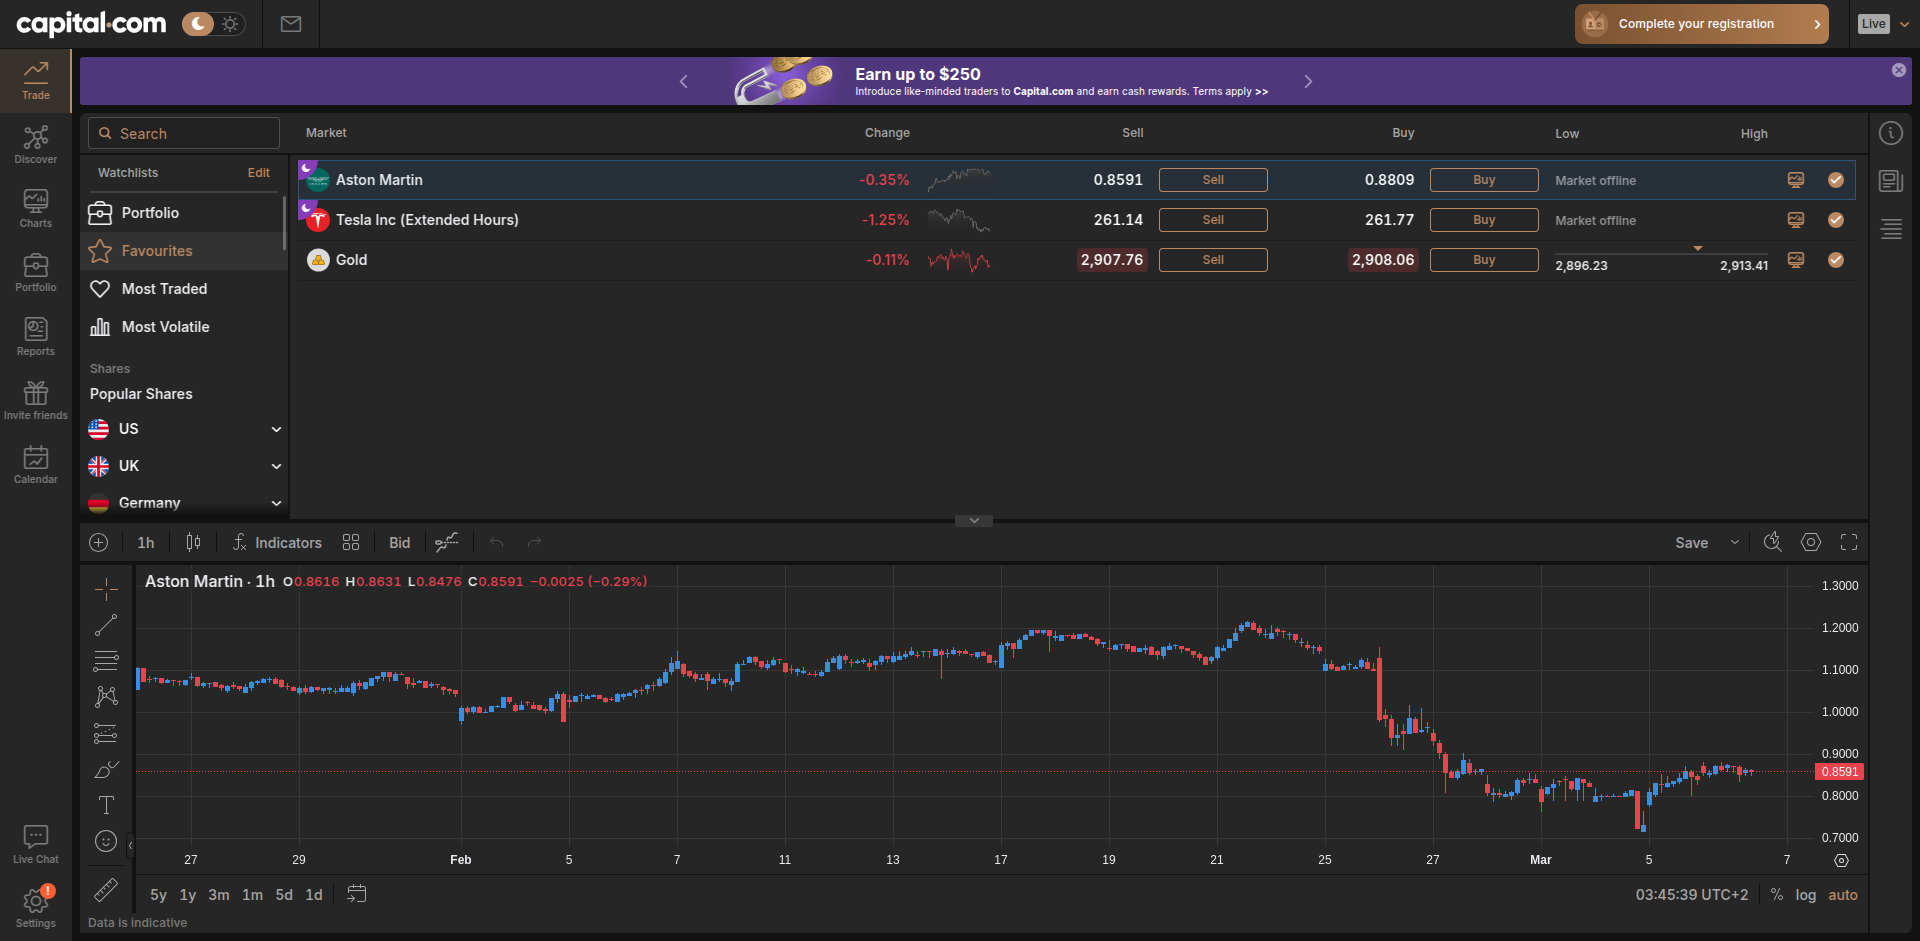 capital.com
Complete your registration
Live
Trade
Discover
Charts
Portfolio
Reports
Invite friends
Calendar
Live Chat
Settings
Earn up to $250
Introduce like-minded traders to Capital.com and earn cash rewards. Terms apply >>
Search
Market Change Sell Buy Low High
Watchlists Edit
Portfolio
Favourites
Most Traded
Most Volatile
Shares
Popular Shares
US
UK
Germany
Aston Martin -0.35% 0.8591 Sell 0.8809 Buy Market offline
Tesla Inc (Extended Hours) -1.25% 261.14 Sell 261.77 Buy Market offline
Gold -0.11% 2,907.76 Sell 2,908.06 Buy 2,896.23 2,913.41
1h Indicators Bid Save
Aston Martin · 1h O0.8616 H0.8631 L0.8476 C0.8591 −0.0025 (−0.29%)
1.3000
1.2000
1.1000
1.0000
0.9000
0.8591
0.8000
0.7000
27 29 Feb 5 7 11 13 17 19 21 25 27 Mar 5 7
5y 1y 3m 1m 5d 1d 03:45:39 UTC+2 % log auto
Data is indicative